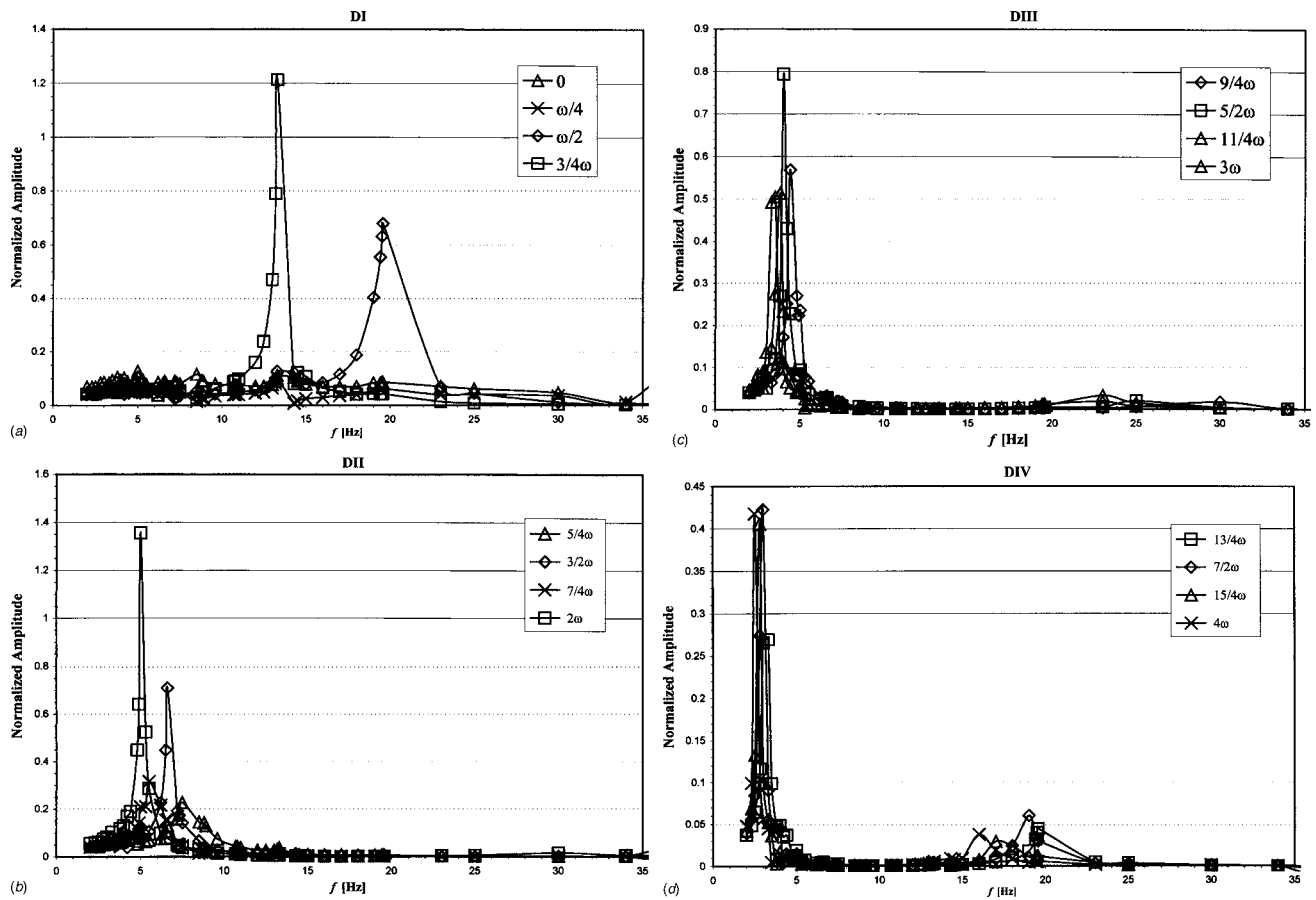 DI
1.4
1.2
1
0.8
0.6
0.4
0.2
0
Normalized Amplitude
0
ω/4
ω/2
3/4ω
0 5 10 15 20 25 30 35
f [Hz]
(a)
DIII
0.9
0.8
0.7
0.6
0.5
0.4
0.3
0.2
0.1
0
Normalized Amplitude
9/4ω
5/2ω
11/4ω
3ω
0 5 10 15 20 25 30 35
f [Hz]
(c)
DII
1.6
1.4
1.2
1
0.8
0.6
0.4
0.2
0
Normalized Amplitude
5/4ω
3/2ω
7/4ω
2ω
0 5 10 15 20 25 30 35
f [Hz]
(b)
DIV
0.45
0.4
0.35
0.3
0.25
0.2
0.15
0.1
0.05
0
Normalized Amplitude
13/4ω
7/2ω
15/4ω
4ω
0 5 10 15 20 25 30 35
f [Hz]
(d)